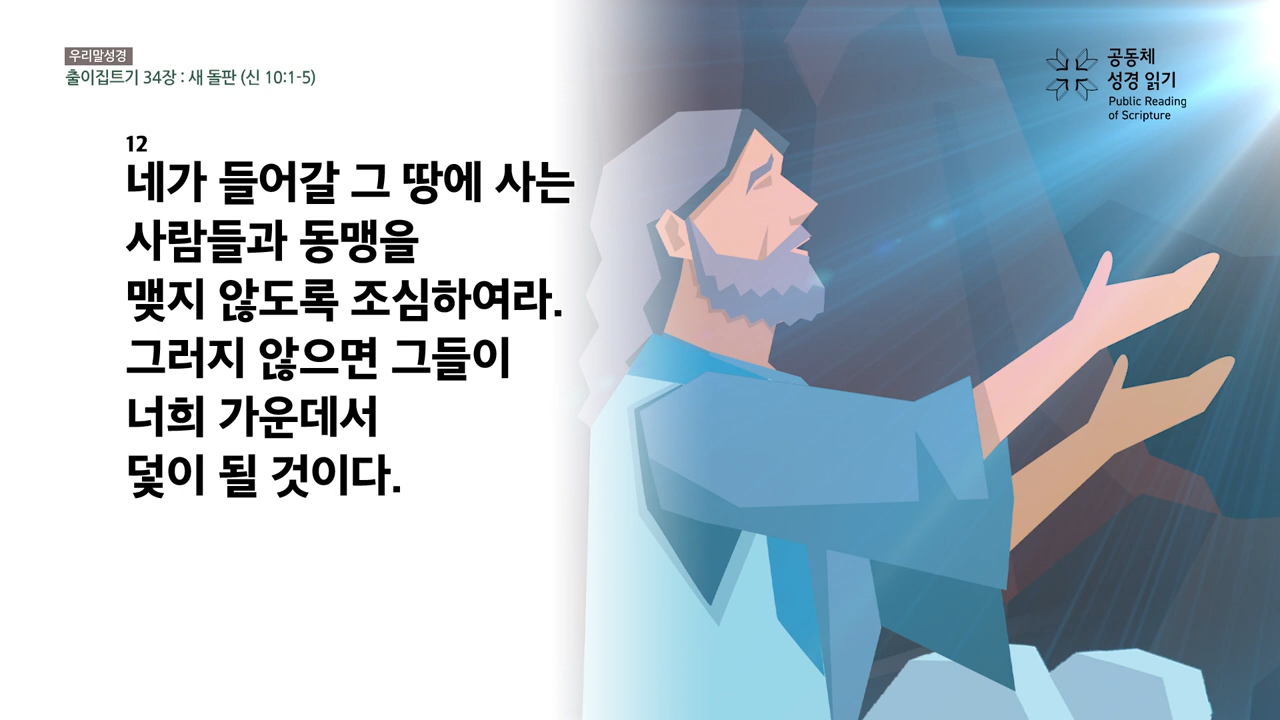 우리말성경
출이집트기 34장 : 새 돌판 (신 10:1-5)
공동체
성경 읽기
Public Reading
of Scripture
12
네가 들어갈 그 땅에 사는
사람들과 동맹을
맺지 않도록 조심하여라.
그러지 않으면 그들이
너희 가운데서
덫이 될 것이다.